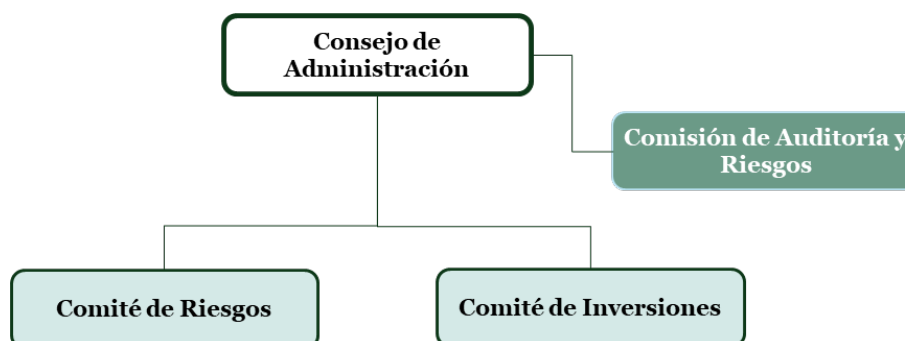 Consejo de
Administración
Comisión de Auditoría y
Riesgos
Comité de Riesgos
Comité de Inversiones